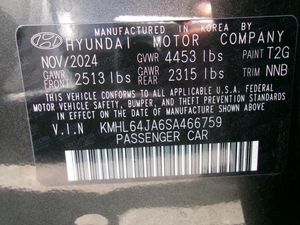 MANUFACTURED IN KOREA
HYUNDAI MOTOR COMPANY
NOV/2024 GVWR 4453 lbs PAINT T2G
GAWR FRONT 2513 lbs GAWR REAR 2315 lbs TRIM NNB
THIS VEHICLE CONFORMS TO ALL APPLICABLE U.S.A. FEDERAL
MOTOR VEHICLE SAFETY, BUMPER, AND THEFT PREVENTION STANDARDS
IN EFFECT ON THE DATE OF MANUFACTURE SHOWN ABOVE.
V.I.N KMHL64JA6SA466759
PASSENGER CAR